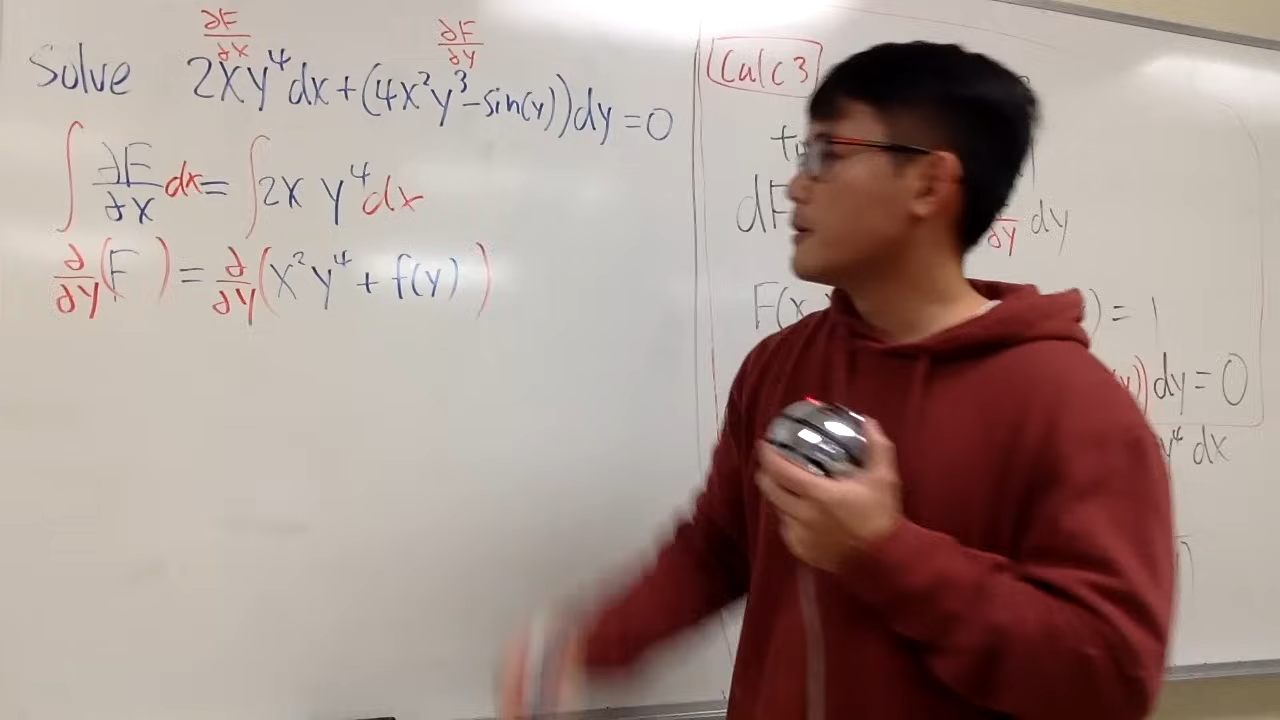 ∂F/∂x ∂F/∂y
Solve 2xy⁴dx+(4x²y³-sin(y))dy=0
∫ ∂F/∂x dx = ∫ 2x y⁴ dx
∂/∂y (F) = ∂/∂y (x²y⁴ + f(y))
Calc 3
dF ∂y dy
F(x ) = 1
) dy = 0
y⁴ dx